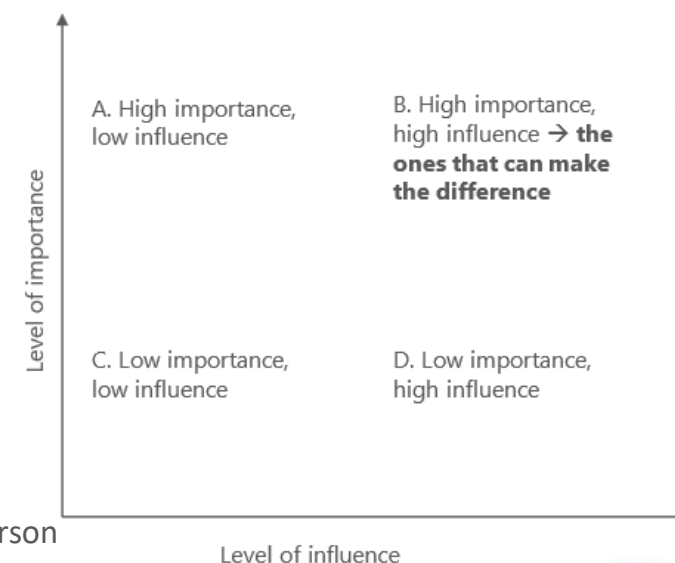 Level of importance
A. High importance,
low influence
B. High importance,
high influence → the
ones that can make
the difference
C. Low importance,
low influence
D. Low importance,
high influence
rson
Level of influence